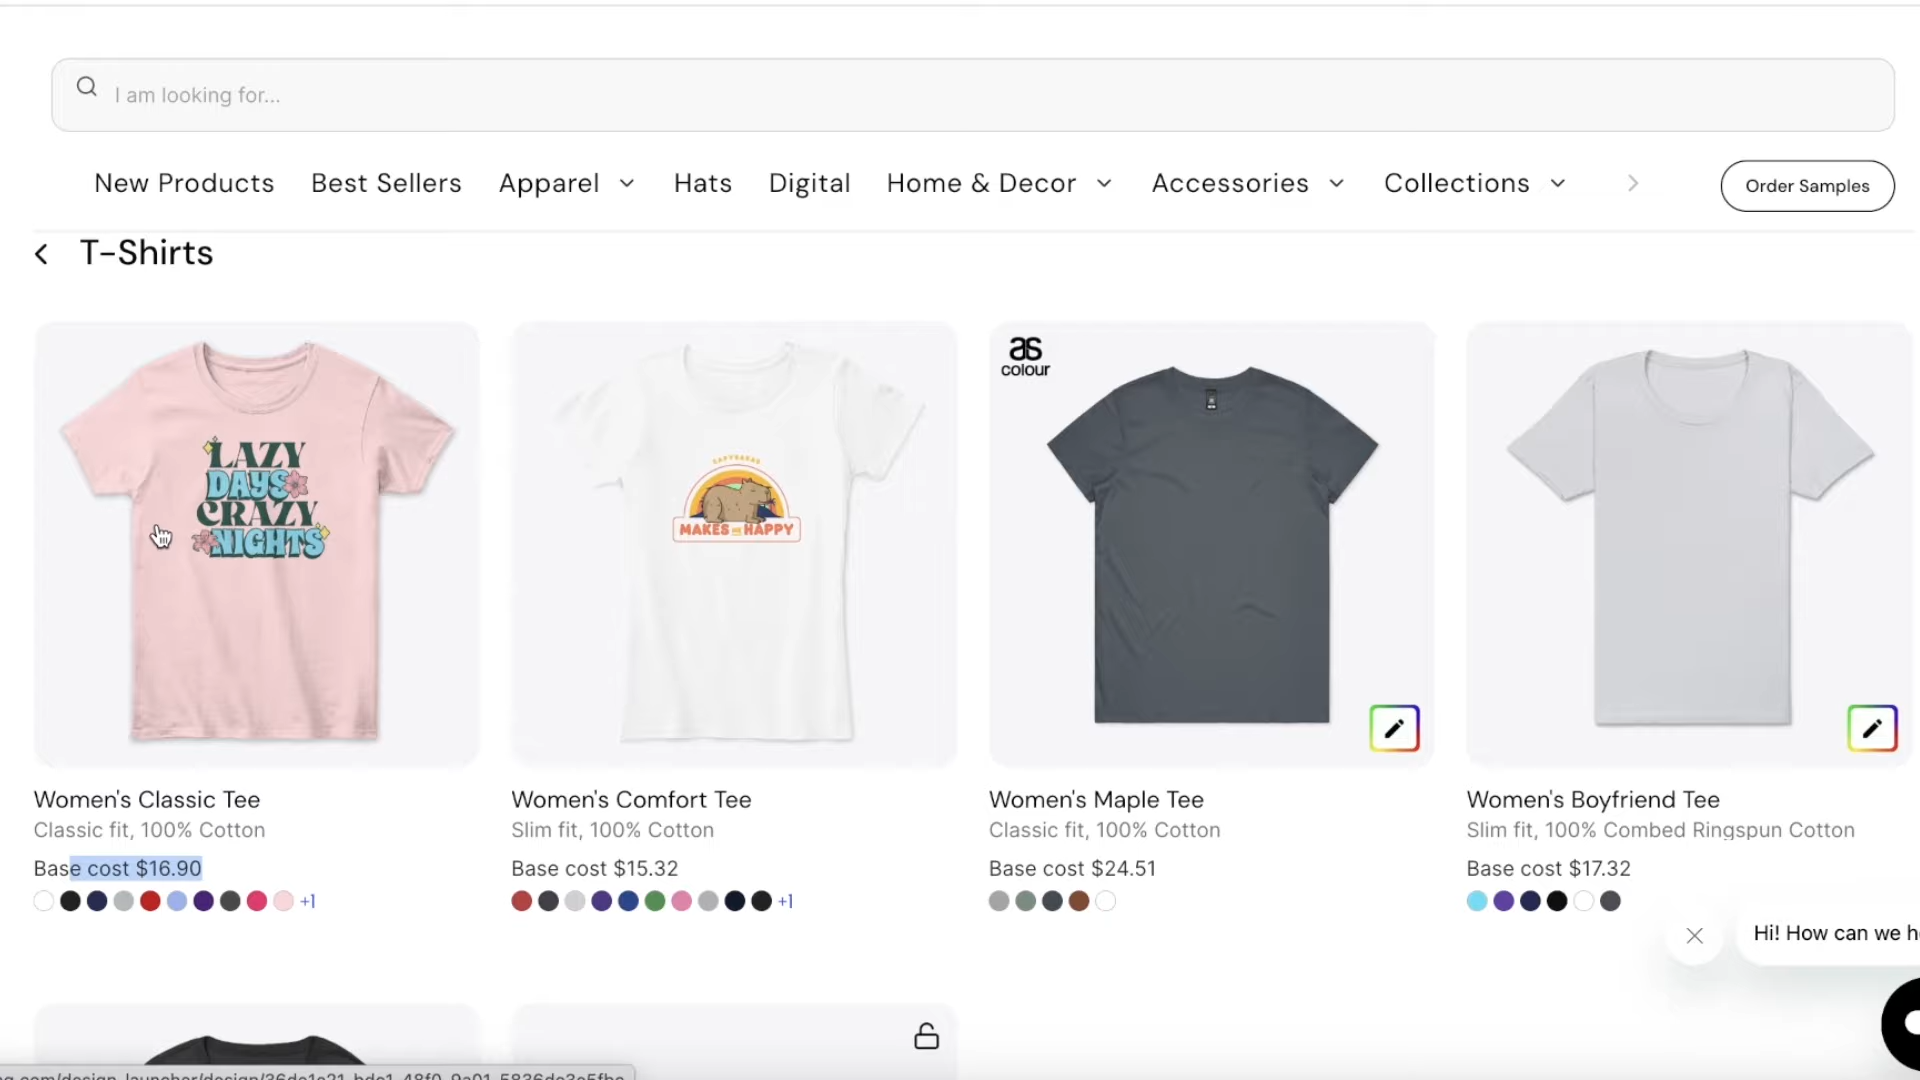 I am looking for...
New Products Best Sellers Apparel Hats Digital Home & Decor Accessories Collections Order Samples
T-Shirts
as
colour
LAZY
DAYS
CRAZY
NIGHTS
CAPYBARAS
MAKES ME HAPPY
Women's Classic Tee
Classic fit, 100% Cotton
Base cost $16.90
+1
Women's Comfort Tee
Slim fit, 100% Cotton
Base cost $15.32
+1
Women's Maple Tee
Classic fit, 100% Cotton
Base cost $24.51
Women's Boyfriend Tee
Slim fit, 100% Combed Ringspun Cotton
Base cost $17.32
Hi! How can we h